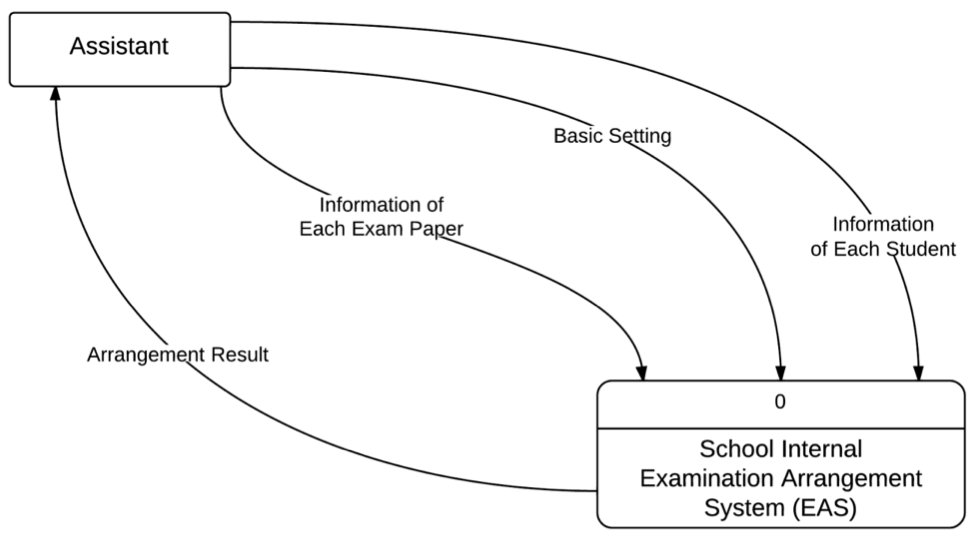 Assistant
Basic Setting
Information of
Each Exam Paper
Information
of Each Student
Arrangement Result
0
School Internal
Examination Arrangement
System (EAS)